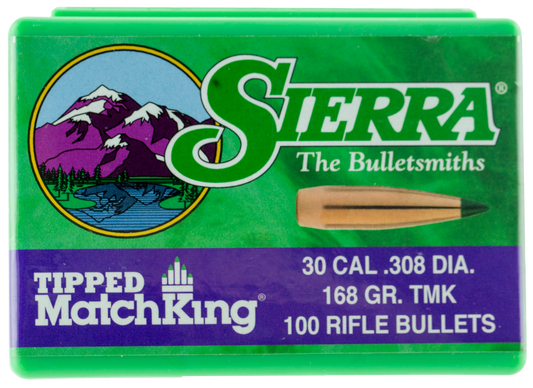 SIERRA®
The Bulletsmiths
TIPPED
MatchKing®
30 CAL .308 DIA.
168 GR. TMK
100 RIFLE BULLETS